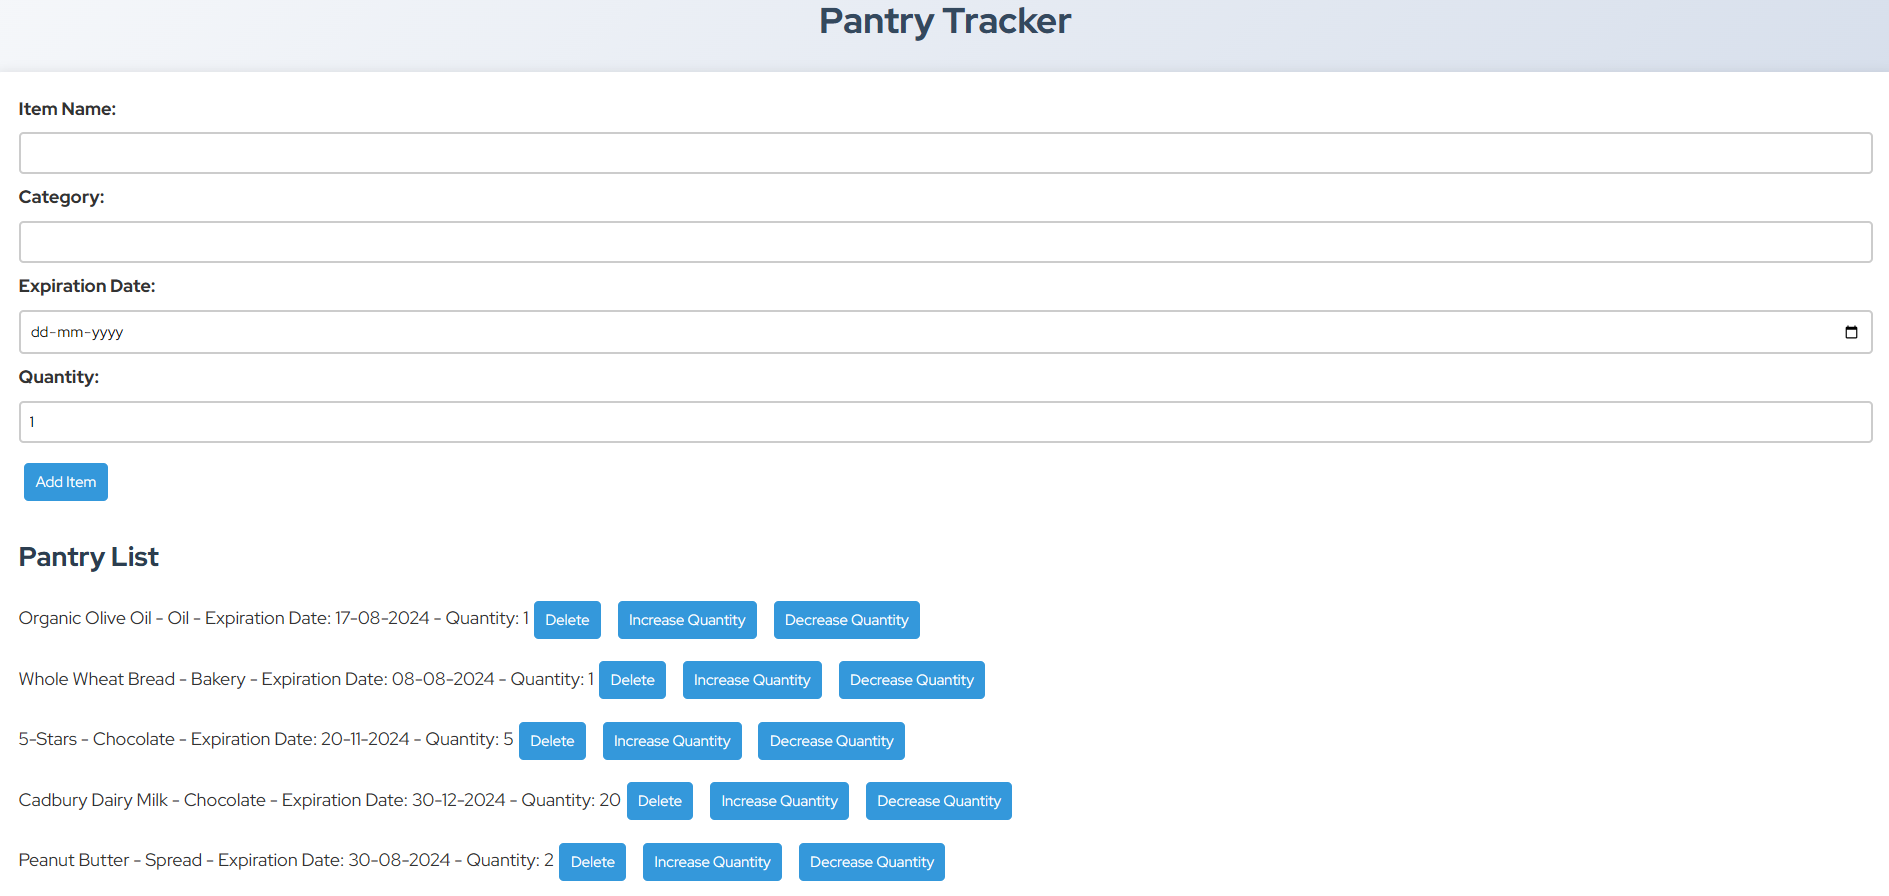 Pantry Tracker
Item Name:
Category:
Expiration Date:
dd-mm-yyyy
Quantity:
1
Add Item
Pantry List
Organic Olive Oil - Oil - Expiration Date: 17-08-2024 - Quantity: 1 Delete Increase Quantity Decrease Quantity
Whole Wheat Bread - Bakery - Expiration Date: 08-08-2024 - Quantity: 1 Delete Increase Quantity Decrease Quantity
5-Stars - Chocolate - Expiration Date: 20-11-2024 - Quantity: 5 Delete Increase Quantity Decrease Quantity
Cadbury Dairy Milk - Chocolate - Expiration Date: 30-12-2024 - Quantity: 20 Delete Increase Quantity Decrease Quantity
Peanut Butter - Spread - Expiration Date: 30-08-2024 - Quantity: 2 Delete Increase Quantity Decrease Quantity